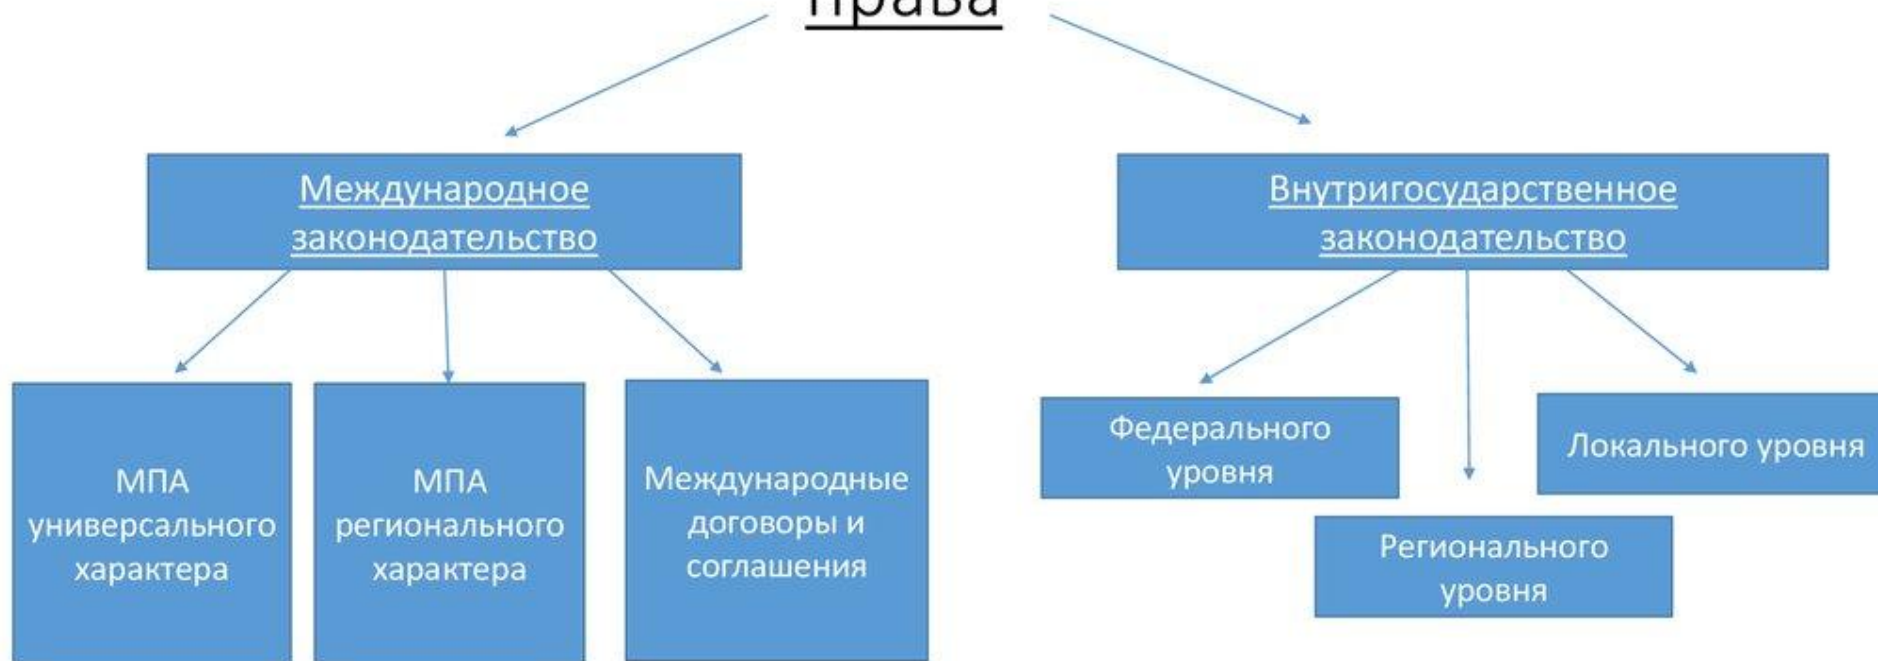 права
Международное
законодательство
Внутригосударственное
законодательство
МПА
универсального
характера
МПА
регионального
характера
Международные
договоры и
соглашения
Федерального
уровня
Локального уровня
Регионального
уровня